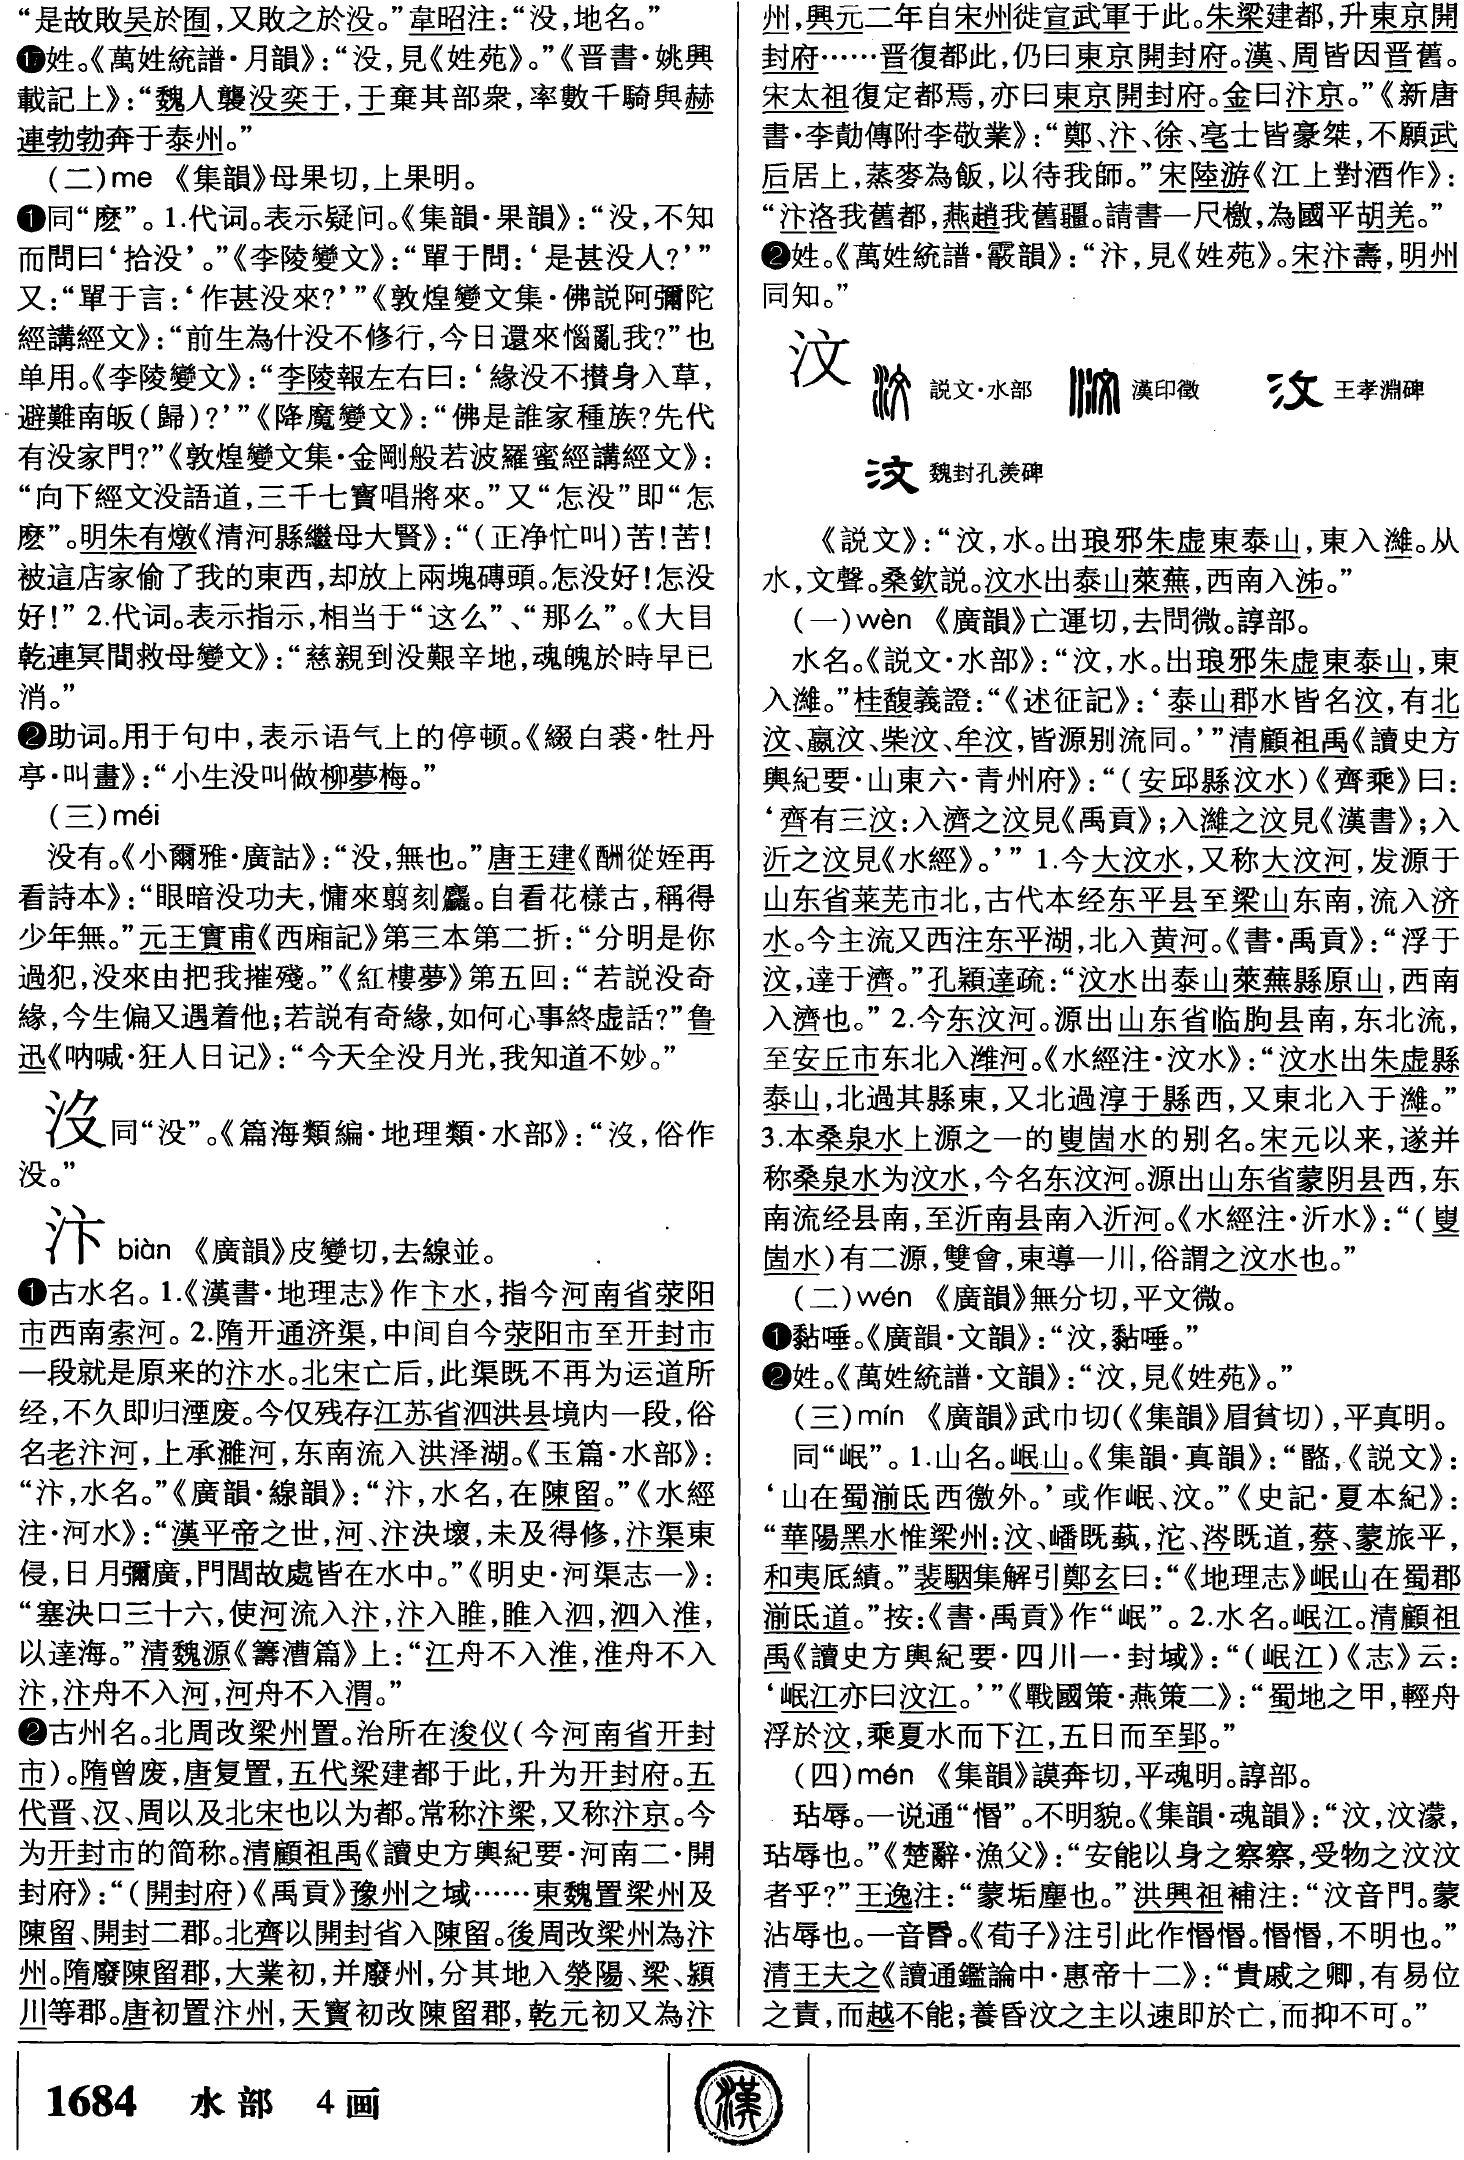 “是故敗吴於囿，又敗之於没。”韋昭注：“没，地名。”
⓱姓。《萬姓統譜·月韻》：“没，見《姓苑》。”《晋書·姚興
載記上》：“魏人襲没奕于，于棄其部衆，率數千騎與赫
連勃勃奔于泰州。”
（二）me 《集韻》母果切，上果明。
❶同“麽”。1.代词。表示疑问。《集韻·果韻》：“没，不知
而問曰‘拾没’。”《李陵變文》：“單于問：‘是甚没人？’”
又：“單于言：‘作甚没來？’”《敦煌變文集·佛説阿彌陀
經講經文》：“前生為什没不修行，今日還來惱亂我？”也
单用。《李陵變文》：“李陵報左右曰：‘緣没不攢身入草，
避難南皈（歸）？’”《降魔變文》：“佛是誰家種族？先代
有没家門？”《敦煌變文集·金剛般若波羅蜜經講經文》：
“向下經文没語道，三千七寳唱將來。”又“怎没”即“怎
麽”。明朱有燉《清河縣繼母大賢》：“（正净忙叫）苦！苦！
被這店家偷了我的東西，却放上兩塊磚頭。怎没好！怎没
好！”2.代词。表示指示，相当于“这么”、“那么”。《大目
乾連冥間救母變文》：“慈親到没艱辛地，魂魄於時早已
消。”
❷助词。用于句中，表示语气上的停顿。《綴白裘·牡丹
亭·叫畫》：“小生没叫做柳夢梅。”
（三）méi
没有。《小爾雅·廣詁》：“没，無也。”唐王建《酬從姪再
看詩本》：“眼暗没功夫，慵來翦刻麤。自看花樣古，稱得
少年無。”元王實甫《西廂記》第三本第二折：“分明是你
過犯，没來由把我摧殘。”《紅樓夢》第五回：“若説没奇
緣，今生偏又遇着他；若説有奇緣，如何心事終虚話？”鲁
迅《呐喊·狂人日记》：“今天全没月光，我知道不妙。”
沒同“没”。《篇海類編·地理類·水部》：“沒，俗作
没。”
汴 biàn 《廣韻》皮變切，去線並。
❶古水名。1.《漢書·地理志》作卞水，指今河南省荥阳
市西南索河。2.隋开通济渠，中间自今荥阳市至开封市
一段就是原来的汴水。北宋亡后，此渠既不再为运道所
经，不久即归湮废。今仅残存江苏省泗洪县境内一段，俗
名老汴河，上承濉河，东南流入洪泽湖。《玉篇·水部》：
“汴，水名。”《廣韻·線韻》：“汴，水名，在陳留。”《水經
注·河水》：“漢平帝之世，河、汴決壞，未及得修，汴渠東
侵，日月彌廣，門閭故處皆在水中。”《明史·河渠志一》：
“塞決口三十六，使河流入汴，汴入睢，睢入泗，泗入淮，
以達海。”清魏源《籌漕篇》上：“江舟不入淮，淮舟不入
汴，汴舟不入河，河舟不入渭。”
❷古州名。北周改梁州置。治所在浚仪（今河南省开封
市）。隋曾废，唐复置，五代梁建都于此，升为开封府。五
代晋、汉、周以及北宋也以为都。常称汴梁，又称汴京。今
为开封市的简称。清顧祖禹《讀史方輿紀要·河南二·開
封府》：“（開封府）《禹貢》豫州之域……東魏置梁州及
陳留、開封二郡。北齊以開封省入陳留。後周改梁州為汴
州。隋廢陳留郡，大業初，并廢州，分其地入滎陽、梁、潁
川等郡。唐初置汴州，天寳初改陳留郡，乾元初又為汴
州，興元二年自宋州徙宣武軍于此。朱梁建都，升東京開
封府……晋復都此，仍曰東京開封府。漢、周皆因晋舊。
宋太祖復定都焉，亦曰東京開封府。金曰汴京。”《新唐
書·李勣傳附李敬業》：“鄭、汴、徐、亳士皆豪桀，不願武
后居上，蒸麥為飯，以待我師。”宋陸游《江上對酒作》：
“汴洛我舊都，燕趙我舊疆。請書一尺檄，為國平胡羌。”
❷姓。《萬姓統譜·霰韻》：“汴，見《姓苑》。宋汴壽，明州
同知。”
汶 汶 説文·水部 汶 漢印徵 汶 王孝淵碑
汶 魏封孔羡碑
《説文》：“汶，水。出琅邪朱虚東泰山，東入濰。从
水，文聲。桑欽説。汶水出泰山萊蕪，西南入泲。”
（一）wèn 《廣韻》亡運切，去問微。諄部。
水名。《説文·水部》：“汶，水。出琅邪朱虚東泰山，東
入濰。”桂馥義證：“《述征記》：‘泰山郡水皆名汶，有北
汶、嬴汶、柴汶、牟汶，皆源别流同。’”清顧祖禹《讀史方
輿紀要·山東六·青州府》：“（安邱縣汶水）《齊乘》曰：
‘齊有三汶：入濟之汶見《禹貢》；入濰之汶見《漢書》；入
沂之汶見《水經》。’”1.今大汶水，又称大汶河，发源于
山东省莱芜市北，古代本经东平县至梁山东南，流入济
水。今主流又西注东平湖，北入黄河。《書·禹貢》：“浮于
汶，達于濟。”孔穎達疏：“汶水出泰山萊蕪縣原山，西南
入濟也。”2.今东汶河。源出山东省临朐县南，东北流，
至安丘市东北入潍河。《水經注·汶水》：“汶水出朱虚縣
泰山，北過其縣東，又北過淳于縣西，又東北入于濰。”
3.本桑泉水上源之一的叟崮水的别名。宋元以来，遂并
称桑泉水为汶水，今名东汶河。源出山东省蒙阴县西，东
南流经县南，至沂南县南入沂河。《水經注·沂水》：“（叟
崮水）有二源，雙會，東導一川，俗謂之汶水也。”
（二）wén 《廣韻》無分切，平文微。
❶黏唾。《廣韻·文韻》：“汶，黏唾。”
❷姓。《萬姓統譜·文韻》：“汶，見《姓苑》。”
（三）mín 《廣韻》武巾切（《集韻》眉貧切），平真明。
同“岷”。1.山名。岷山。《集韻·真韻》：“𡺲，《説文》：
‘山在蜀湔氐西徼外。’或作岷、汶。”《史記·夏本紀》：
“華陽黑水惟梁州：汶、嶓既蓺，沱、涔既道，蔡、蒙旅平，
和夷厎績。”裴駰集解引鄭玄曰：“《地理志》岷山在蜀郡
湔氐道。”按：《書·禹貢》作“岷”。2.水名。岷江。清顧祖
禹《讀史方輿紀要·四川一·封域》：“（岷江）《志》云：
‘岷江亦曰汶江。’”《戰國策·燕策二》：“蜀地之甲，輕舟
浮於汶，乘夏水而下江，五日而至郢。”
（四）mén 《集韻》謨奔切，平魂明。諄部。
玷辱。一说通“惛”。不明貌。《集韻·魂韻》：“汶，汶濛，
玷辱也。”《楚辭·漁父》：“安能以身之察察，受物之汶汶
者乎？”王逸注：“蒙垢塵也。”洪興祖補注：“汶音門。蒙
沾辱也。一音昬。《荀子》注引此作惛惛。惛惛，不明也。”
清王夫之《讀通鑑論中·惠帝十二》：“貴戚之卿，有易位
之責，而越不能；養昏汶之主以速即於亡，而抑不可。”
1684 水部 4画
漢